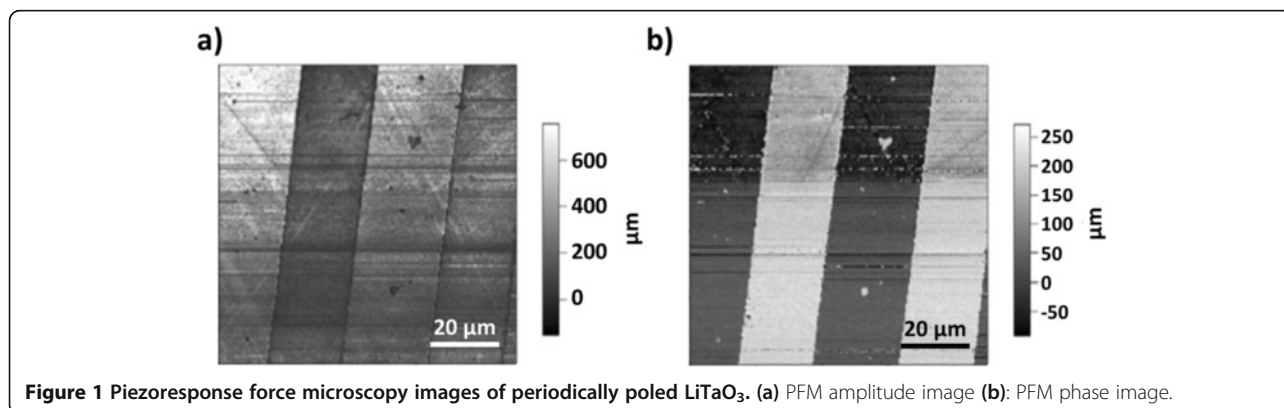 a)
b)
600
400
200
0
μm
20 μm
250
200
150
100
50
0
-50
μm
20 μm
Figure 1 Piezoresponse force microscopy images of periodically poled LiTaO₃. (a) PFM amplitude image (b): PFM phase image.